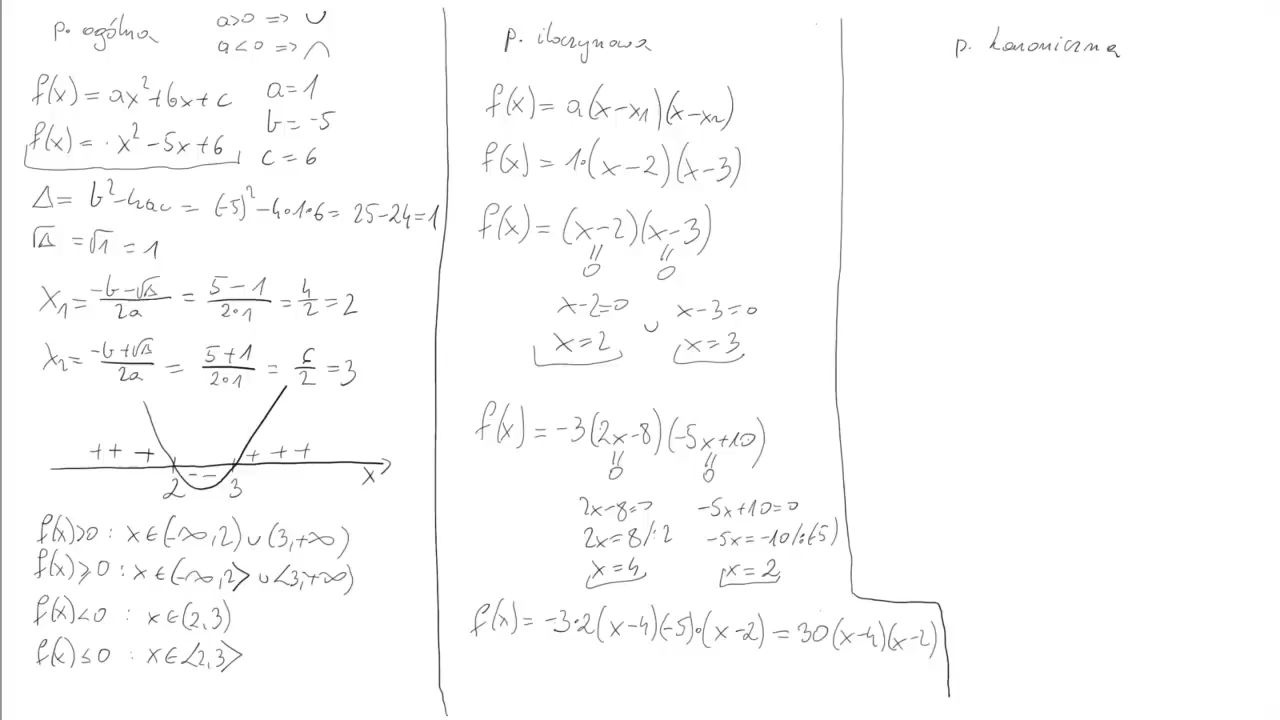 p. ogólna
a>0 => ∪
a<0 => ∩
f(x) = ax²+bx+c
a=1
f(x) = x² - 5x + 6
b = -5
c = 6
Δ = b²-4ac = (-5)² - 4·1·6 = 25-24=1
√Δ = √1 = 1
x₁ = (-b-√Δ)/2a = (5-1)/(2·1) = 4/2 = 2
x₂ = (-b+√Δ)/2a = (5+1)/(2·1) = 6/2 = 3
++ + -- + + +
2 3 x
f(x)>0 : x∈(-∞,2)∪(3,+∞)
f(x)⩾0 : x∈(-∞,2>∪<3,+∞)
f(x)<0 : x∈(2,3)
f(x)≤0 : x∈<2,3>
p. iloczynowa
f(x) = a(x-x₁)(x-x₂)
f(x) = 1·(x-2)(x-3)
f(x) = (x-2)(x-3)
= =
0 0
x-2=0 ∪ x-3=0
x=2 x=3
f(x) = -3(2x-8)(-5x+10)
= =
0 0
2x-8=0 -5x+10=0
2x=8/:2 -5x=-10/:(-5)
x=4 x=2
f(x) = -3·2(x-4)(-5)·(x-2) = 30(x-4)(x-2)
p. kanoniczna